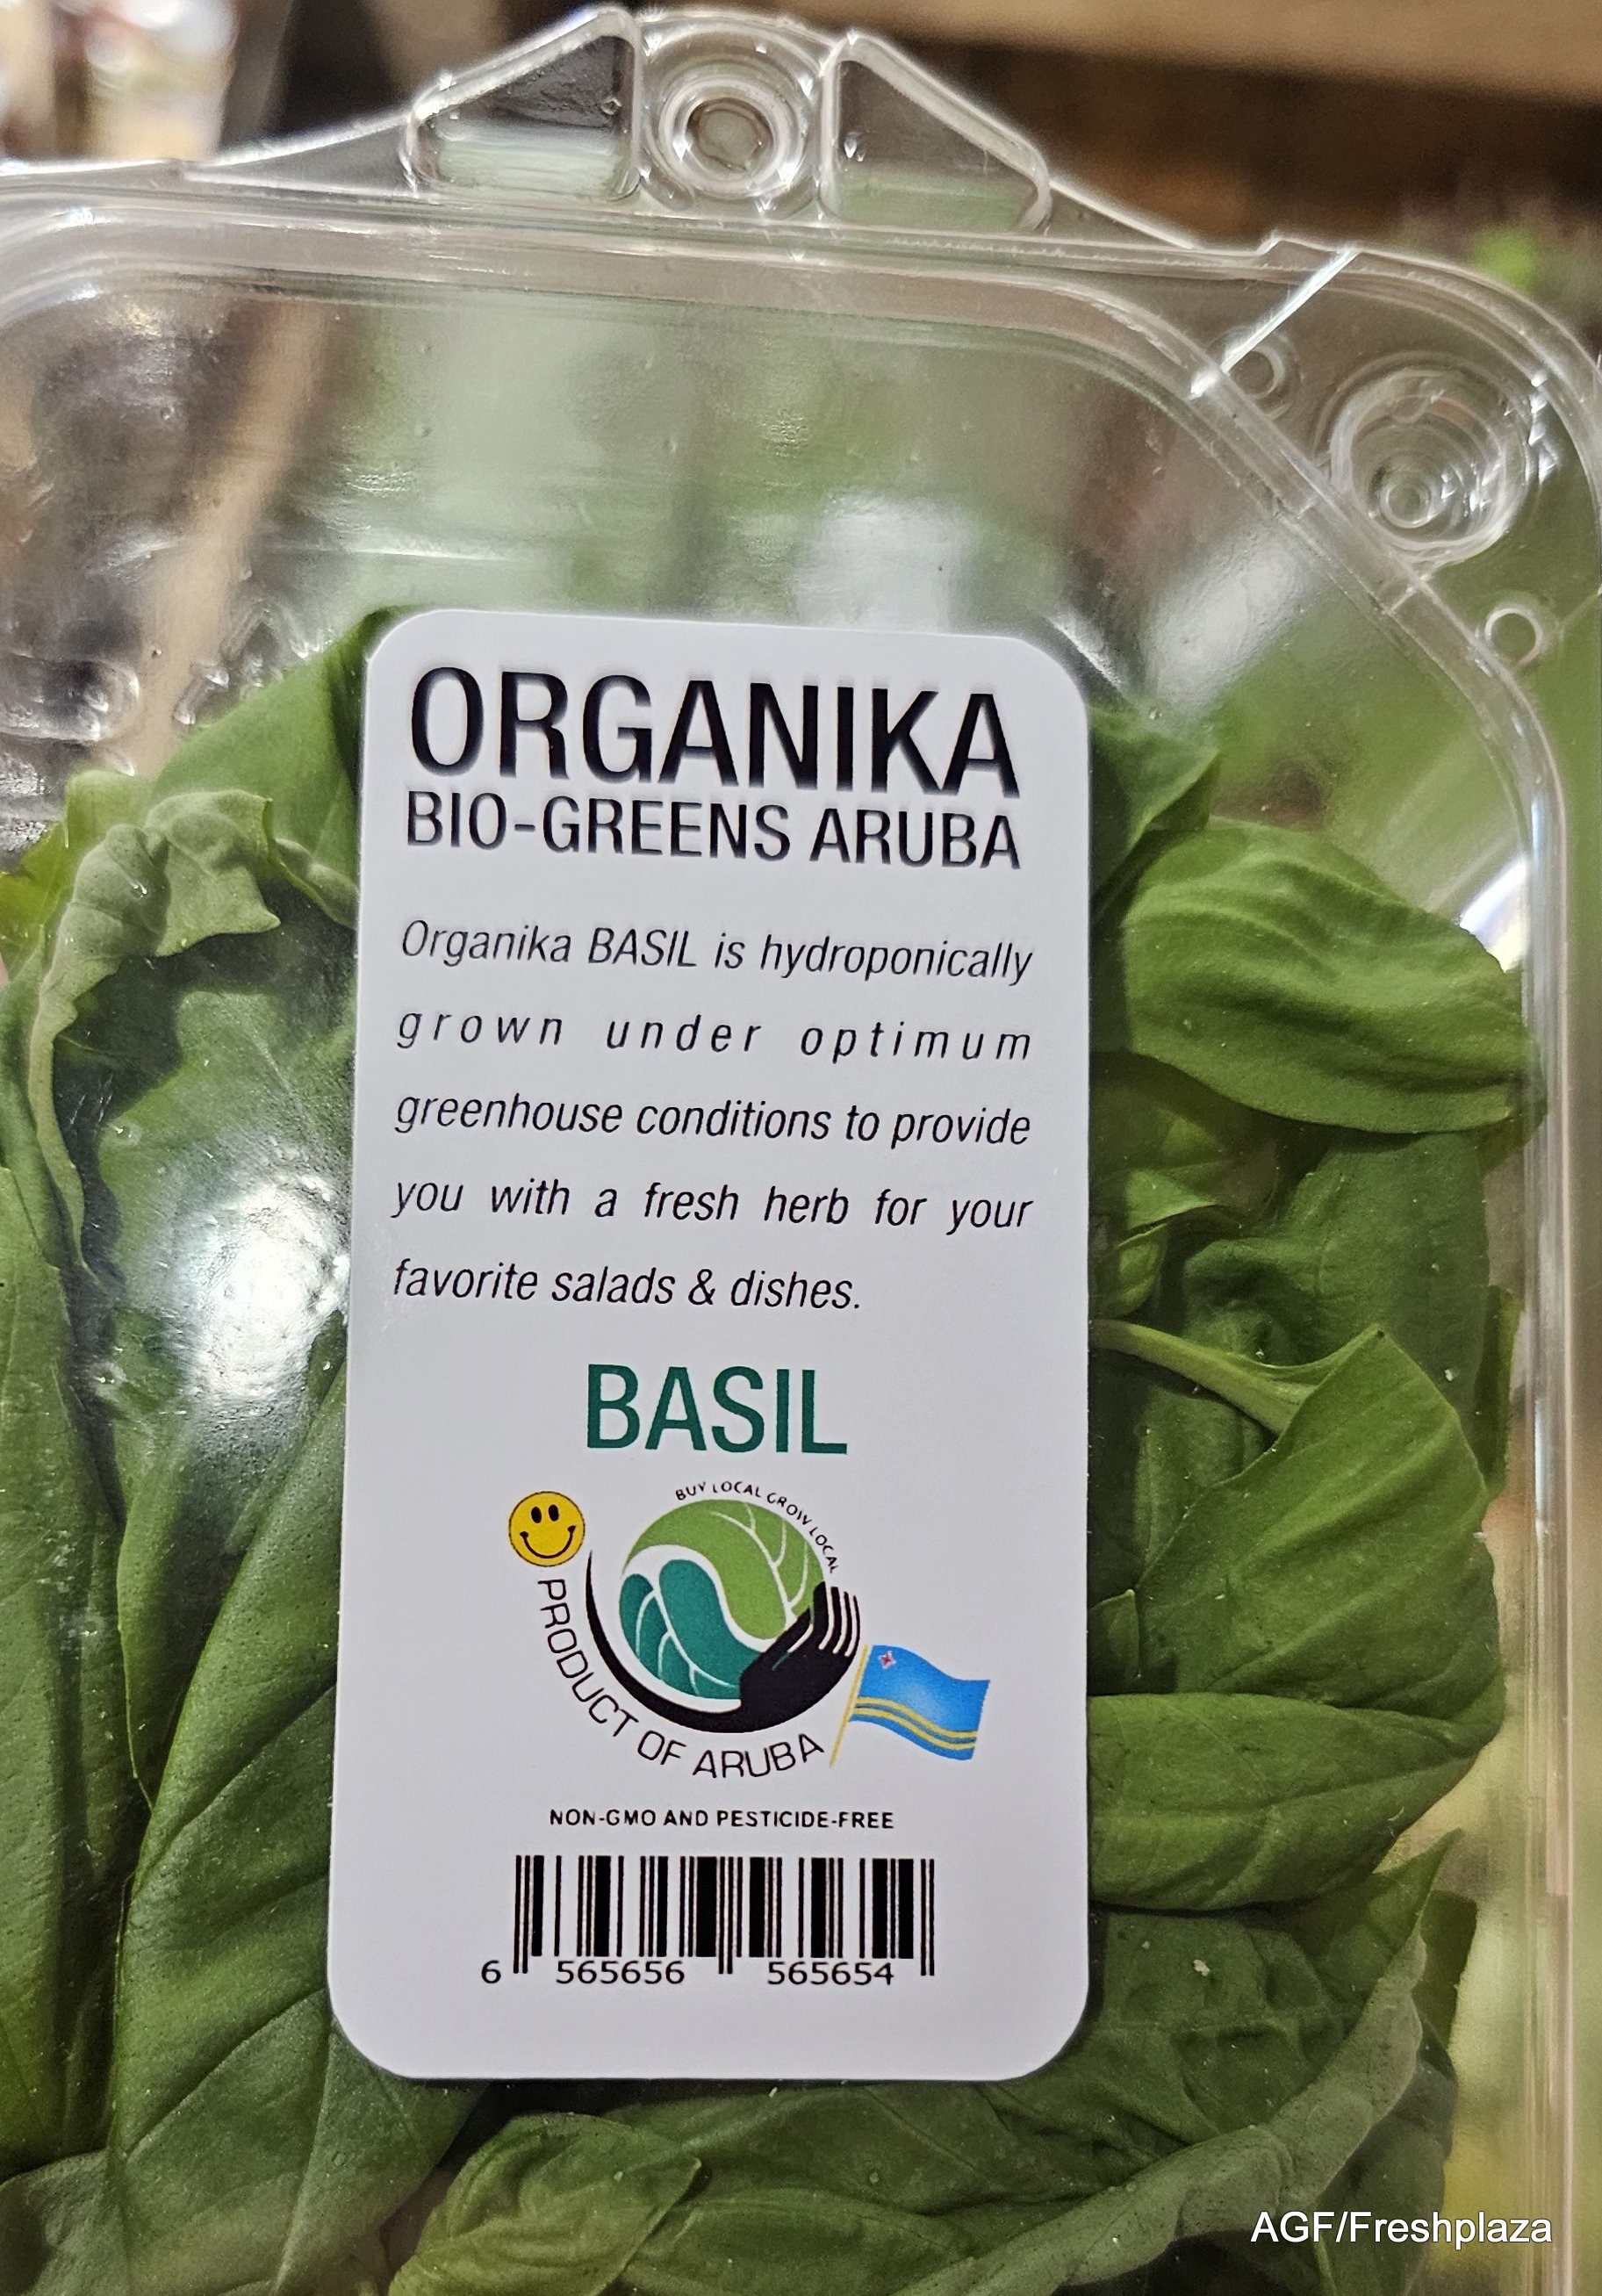 ORGANIKA
BIO-GREENS ARUBA
Organika BASIL is hydroponically
grown under optimum
greenhouse conditions to provide
you with a fresh herb for your
favorite salads & dishes.
BASIL
BUY LOCAL GROW LOCAL
PRODUCT OF ARUBA
NON-GMO AND PESTICIDE-FREE
6 565656 565654
AGF/Freshplaza